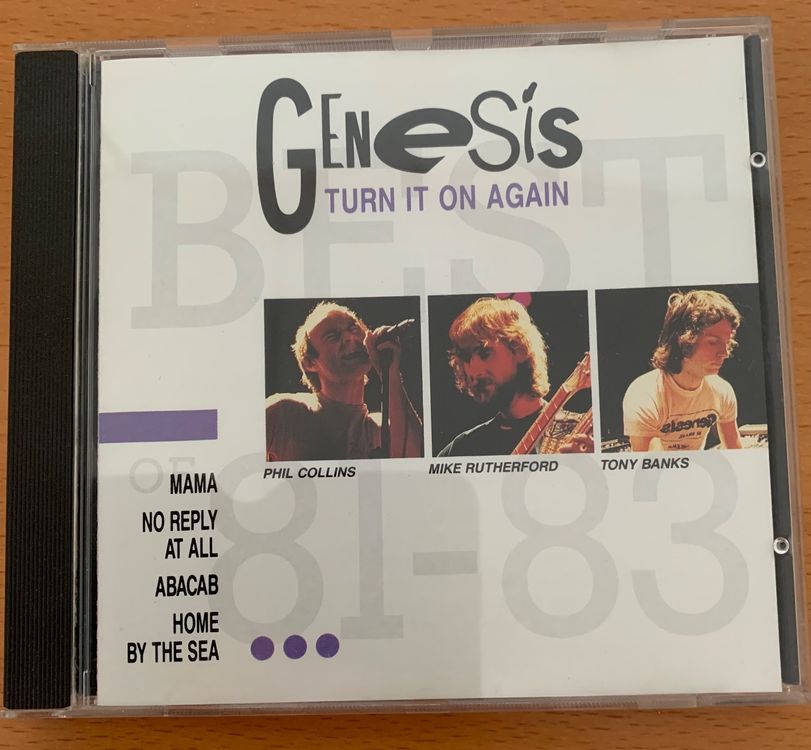 GENeSiS
TURN IT ON AGAIN
BEST
OF
81-83
PHIL COLLINS
MIKE RUTHERFORD
TONY BANKS
MAMA
NO REPLY
AT ALL
ABACAB
HOME
BY THE SEA